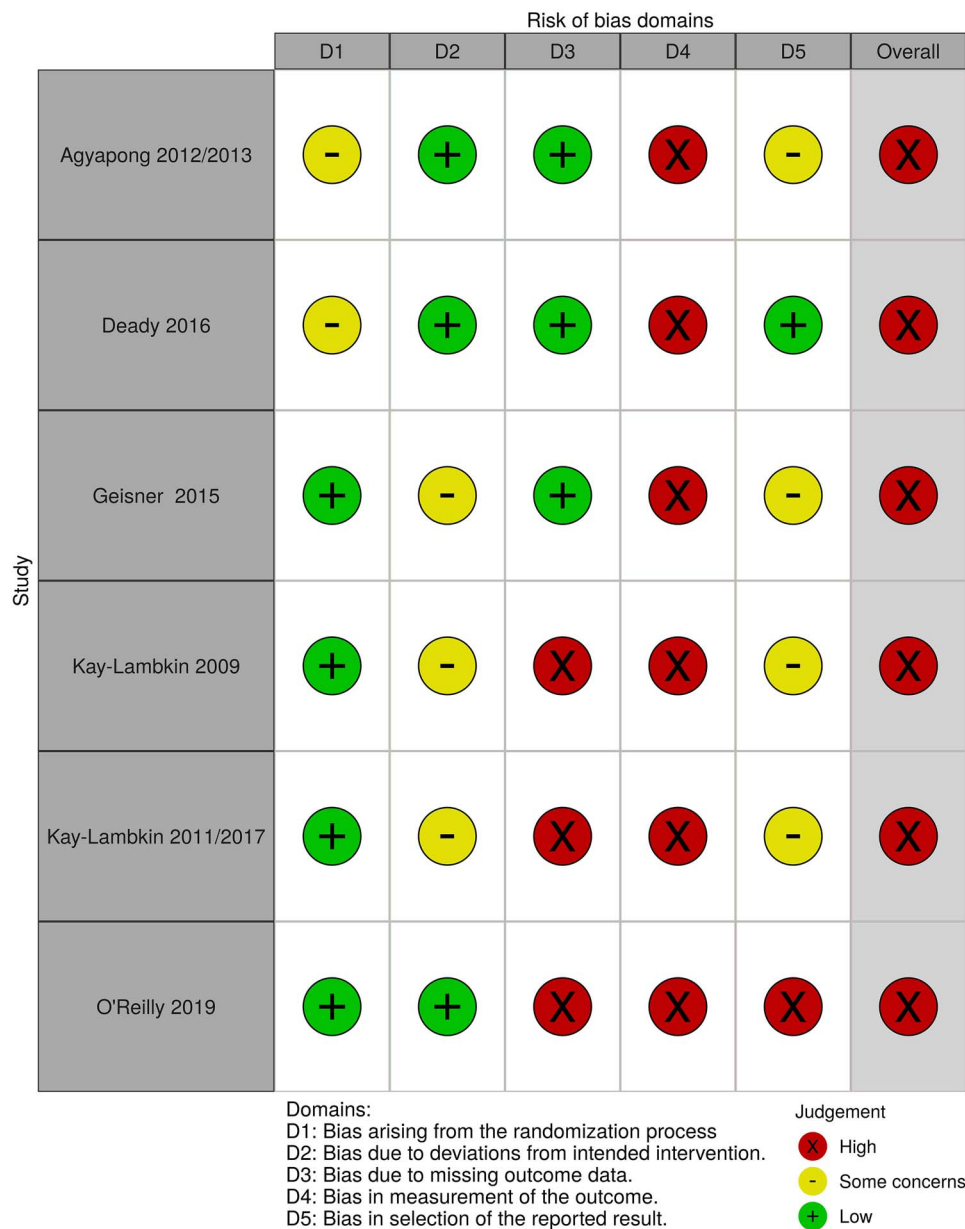 Risk of bias domains
D1 D2 D3 D4 D5 Overall
Study
Agyapong 2012/2013 - + + X - X
Deady 2016 - + + X + X
Geisner  2015 + - + X - X
Kay-Lambkin 2009 + - X X - X
Kay-Lambkin 2011/2017 + - X X - X
O'Reilly 2019 + + X X X X
Domains:
D1: Bias arising from the randomization process
D2: Bias due to deviations from intended intervention.
D3: Bias due to missing outcome data.
D4: Bias in measurement of the outcome.
D5: Bias in selection of the reported result.
Judgement
X High
- Some concerns
+ Low